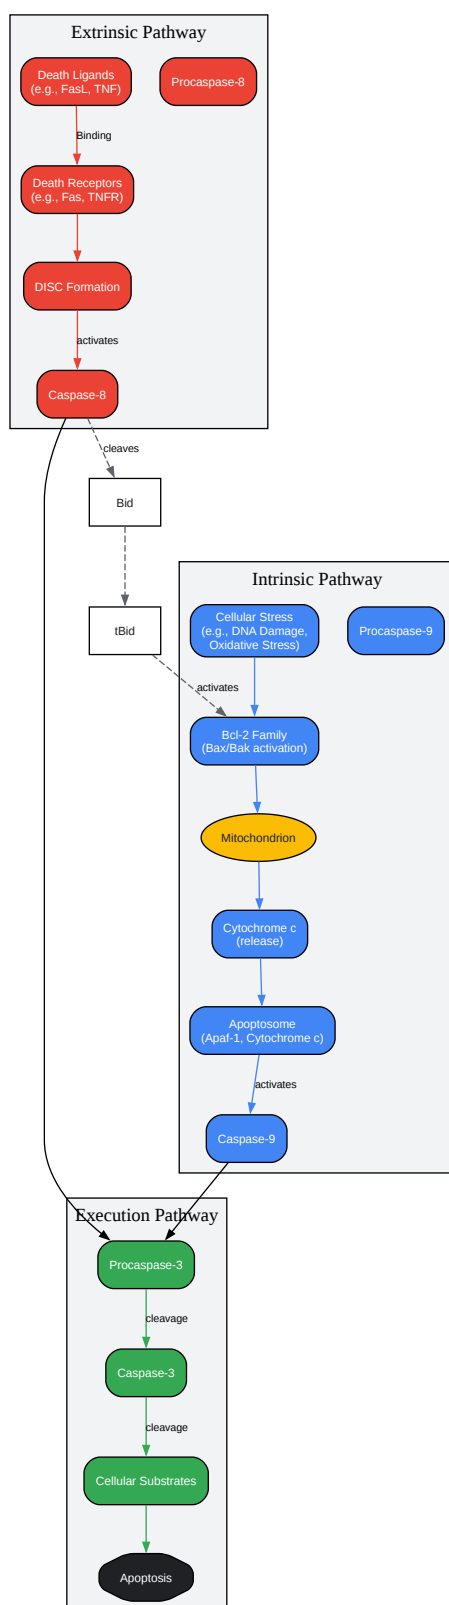 Extrinsic Pathway
Death Ligands
(e.g., FasL, TNF)
Procaspase-8
Binding
Death Receptors
(e.g., Fas, TNFR)
DISC Formation
activates
Caspase-8
cleaves
Bid
tBid
activates
Intrinsic Pathway
Cellular Stress
(e.g., DNA Damage,
Oxidative Stress)
Procaspase-9
Bcl-2 Family
(Bax/Bak activation)
Mitochondrion
Cytochrome c
(release)
Apoptosome
(Apaf-1, Cytochrome c)
activates
Caspase-9
Execution Pathway
Procaspase-3
cleavage
Caspase-3
cleavage
Cellular Substrates
Apoptosis